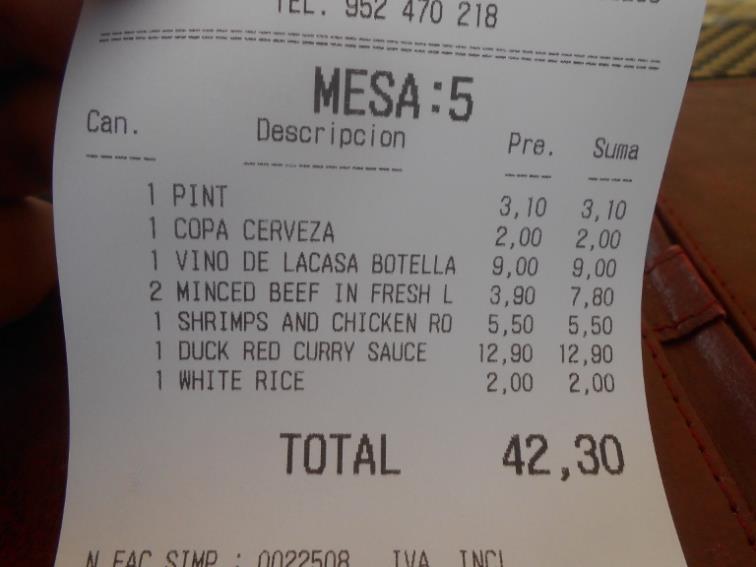 TEL. 952 470 218
MESA:5
Can. Descripcion Pre. Suma
1 PINT 3,10 3,10
1 COPA CERVEZA 2,00 2,00
1 VINO DE LACASA BOTELLA 9,00 9,00
2 MINCED BEEF IN FRESH L 3,90 7,80
1 SHRIMPS AND CHICKEN RO 5,50 5,50
1 DUCK RED CURRY SAUCE 12,90 12,90
1 WHITE RICE 2,00 2,00
TOTAL 42,30
N.FAC.SIMP.: 0022508 IVA INCL